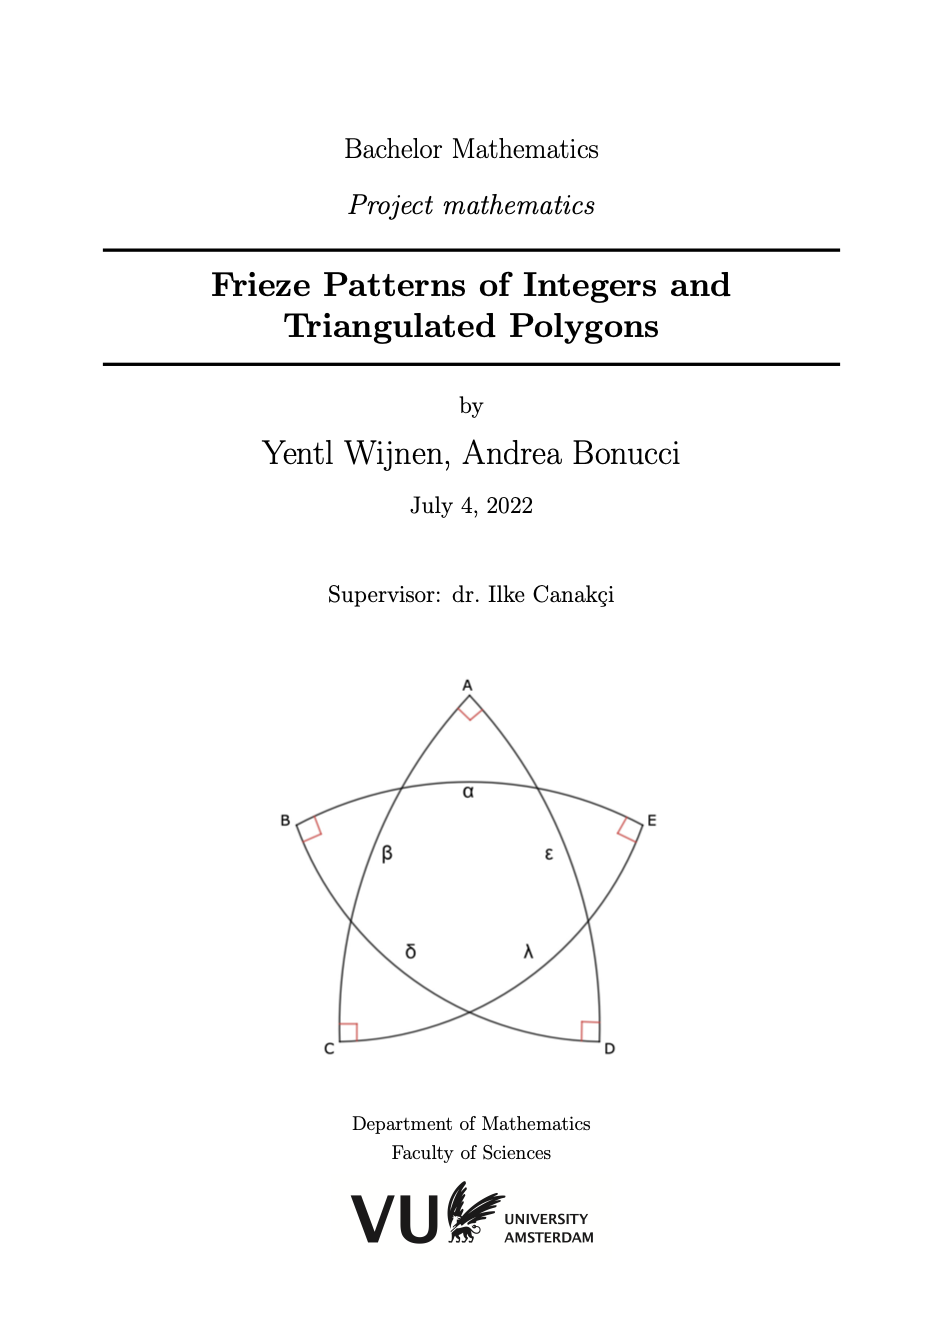 Bachelor Mathematics
Project mathematics
Frieze Patterns of Integers and
Triangulated Polygons
by
Yentl Wijnen, Andrea Bonucci
July 4, 2022
Supervisor: dr. Ilke Canakçi
A
α
B
E
β
ε
δ
λ
C
D
Department of Mathematics
Faculty of Sciences
VU
UNIVERSITY
AMSTERDAM